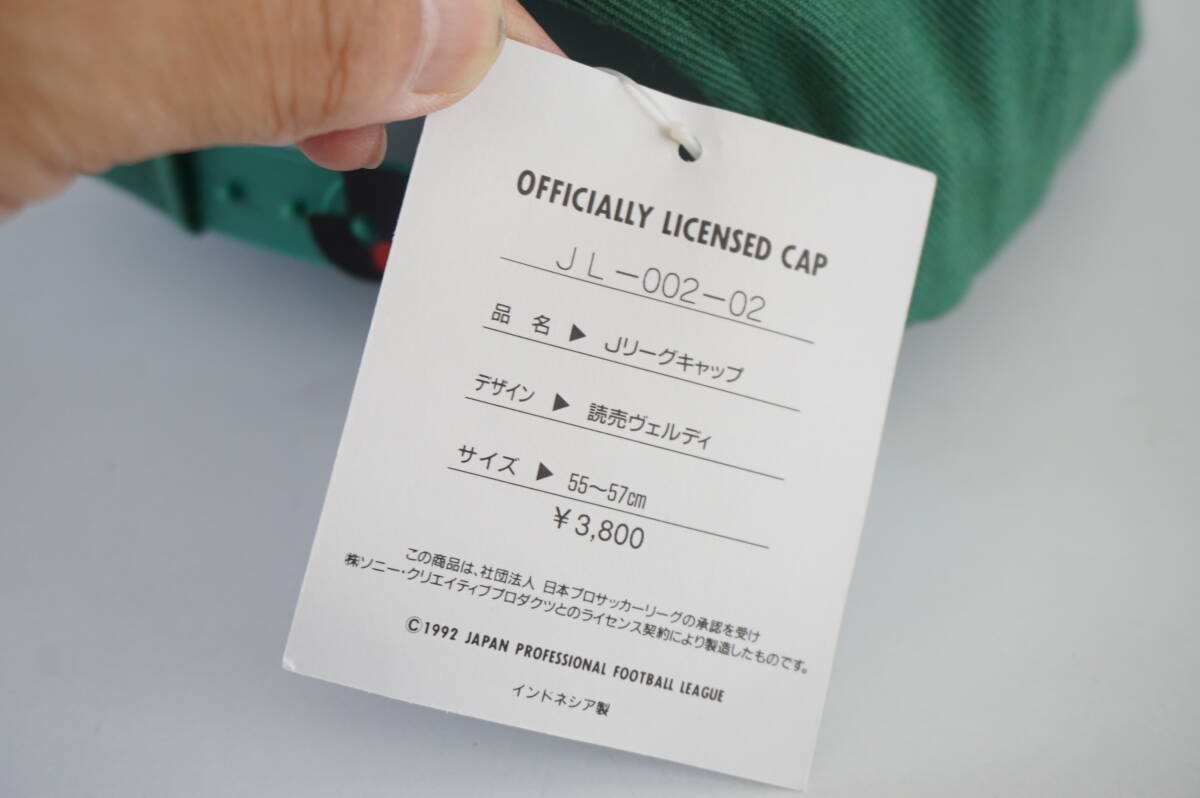 OFFICIALLY LICENSED CAP
JL-002-02
品 名 ▶ Jリーグキャップ
デザイン ▶ 読売ヴェルディ
サイズ ▶ 55〜57cm
¥3,800
この商品は、社団法人 日本プロサッカーリーグの承認を受け
㈱ソニー・クリエイティブプロダクツとのライセンス契約により製造したものです。
©1992 JAPAN PROFESSIONAL FOOTBALL LEAGUE
インドネシア製